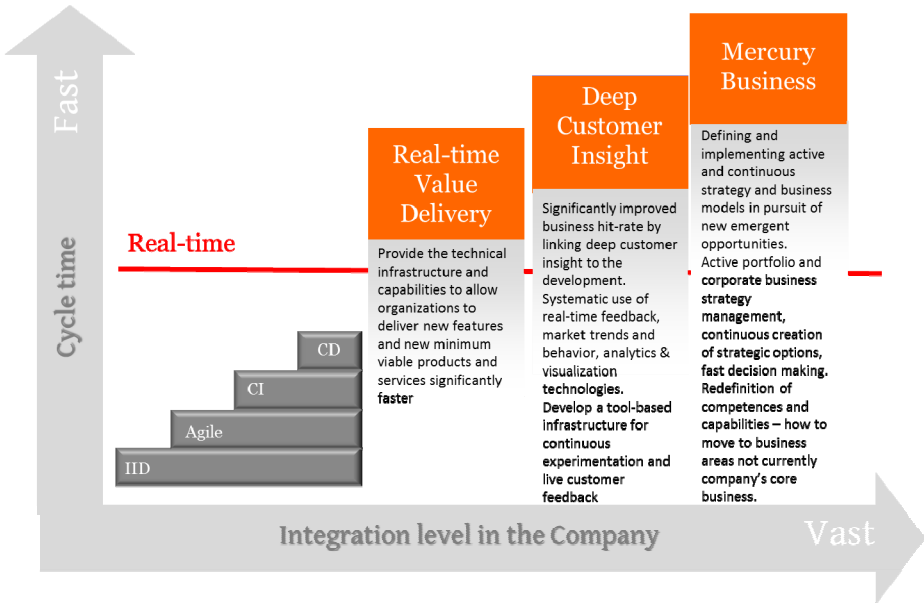 Fast
Cycle time
Real-time
CD
CI
Agile
IID
Real-time
Value
Delivery
Provide the technical
infrastructure and
capabilities to allow
organizations to
deliver new features
and new minimum
viable products and
services significantly
faster
Deep
Customer
Insight
Significantly improved
business hit-rate by
linking deep customer
insight to the
development.
Systematic use of
real-time feedback,
market trends and
behavior, analytics &
visualization
technologies.
Develop a tool-based
infrastructure for
continuous
experimentation and
live customer
feedback
Mercury
Business
Defining and
implementing active
and continuous
strategy and business
models in pursuit of
new emergent
opportunities.
Active portfolio and
corporate business
strategy
management,
continuous creation
of strategic options,
fast decision making.
Redefinition of
competences and
capabilities – how to
move to business
areas not currently
company's core
business.
Integration level in the Company
Vast